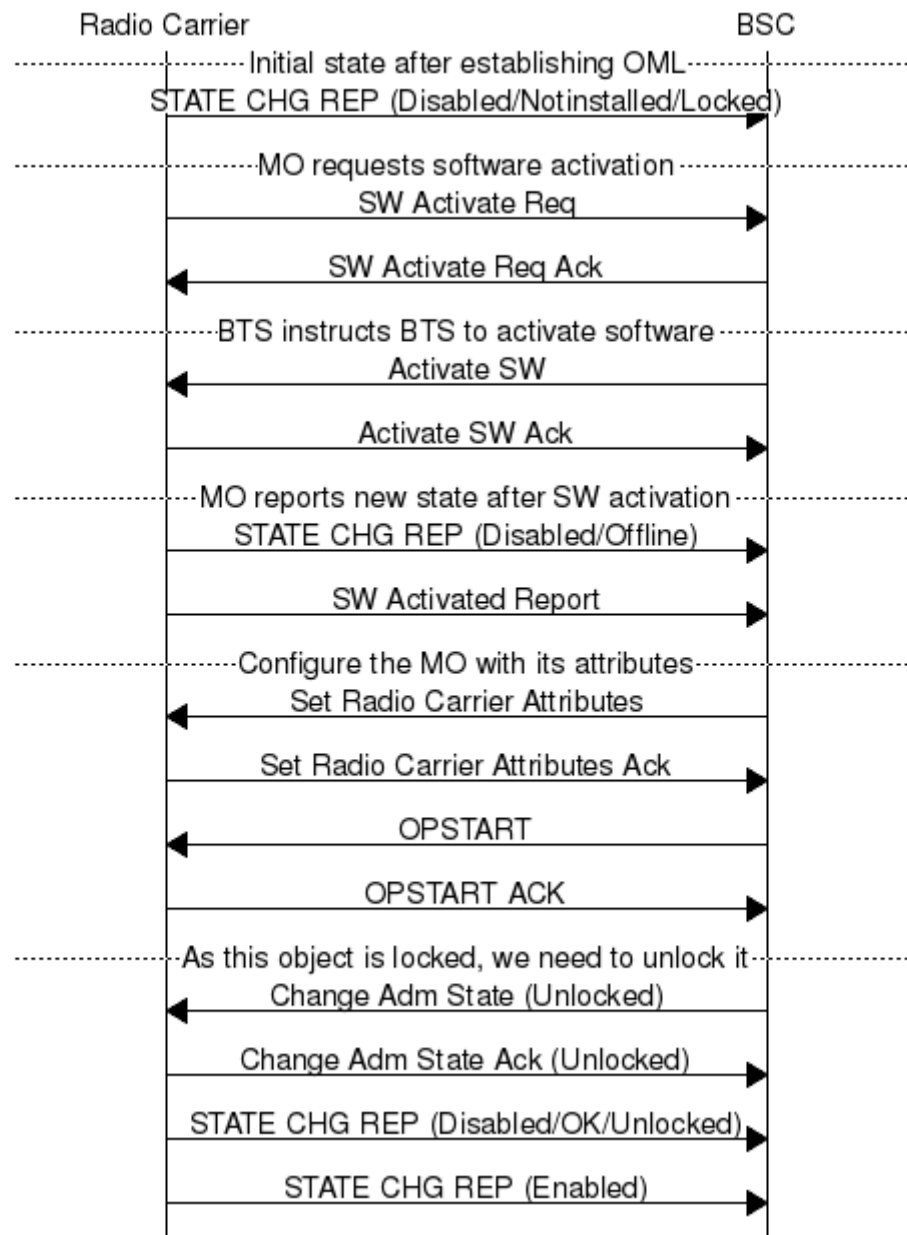 Radio Carrier BSC
Initial state after establishing OML
STATE CHG REP (Disabled/Notinstalled/Locked)
MO requests software activation
SW Activate Req
SW Activate Req Ack
BTS instructs BTS to activate software
Activate SW
Activate SW Ack
MO reports new state after SW activation
STATE CHG REP (Disabled/Offline)
SW Activated Report
Configure the MO with its attributes
Set Radio Carrier Attributes
Set Radio Carrier Attributes Ack
OPSTART
OPSTART ACK
As this object is locked, we need to unlock it
Change Adm State (Unlocked)
Change Adm State Ack (Unlocked)
STATE CHG REP (Disabled/OK/Unlocked)
STATE CHG REP (Enabled)